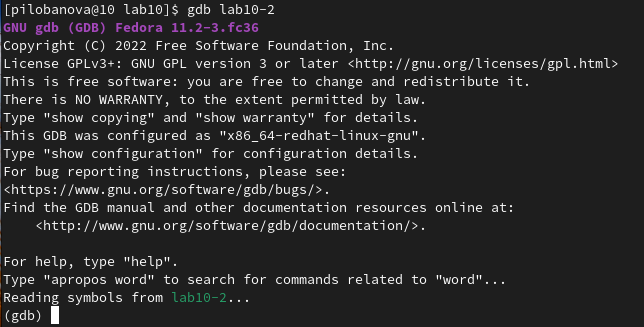 [pilobanova@10 lab10]$ gdb lab10-2
GNU gdb (GDB) Fedora 11.2-3.fc36
Copyright (C) 2022 Free Software Foundation, Inc.
License GPLv3+: GNU GPL version 3 or later <http://gnu.org/licenses/gpl.html>
This is free software: you are free to change and redistribute it.
There is NO WARRANTY, to the extent permitted by law.
Type "show copying" and "show warranty" for details.
This GDB was configured as "x86_64-redhat-linux-gnu".
Type "show configuration" for configuration details.
For bug reporting instructions, please see:
<https://www.gnu.org/software/gdb/bugs/>.
Find the GDB manual and other documentation resources online at:
    <http://www.gnu.org/software/gdb/documentation/>.

For help, type "help".
Type "apropos word" to search for commands related to "word"...
Reading symbols from lab10-2...
(gdb)